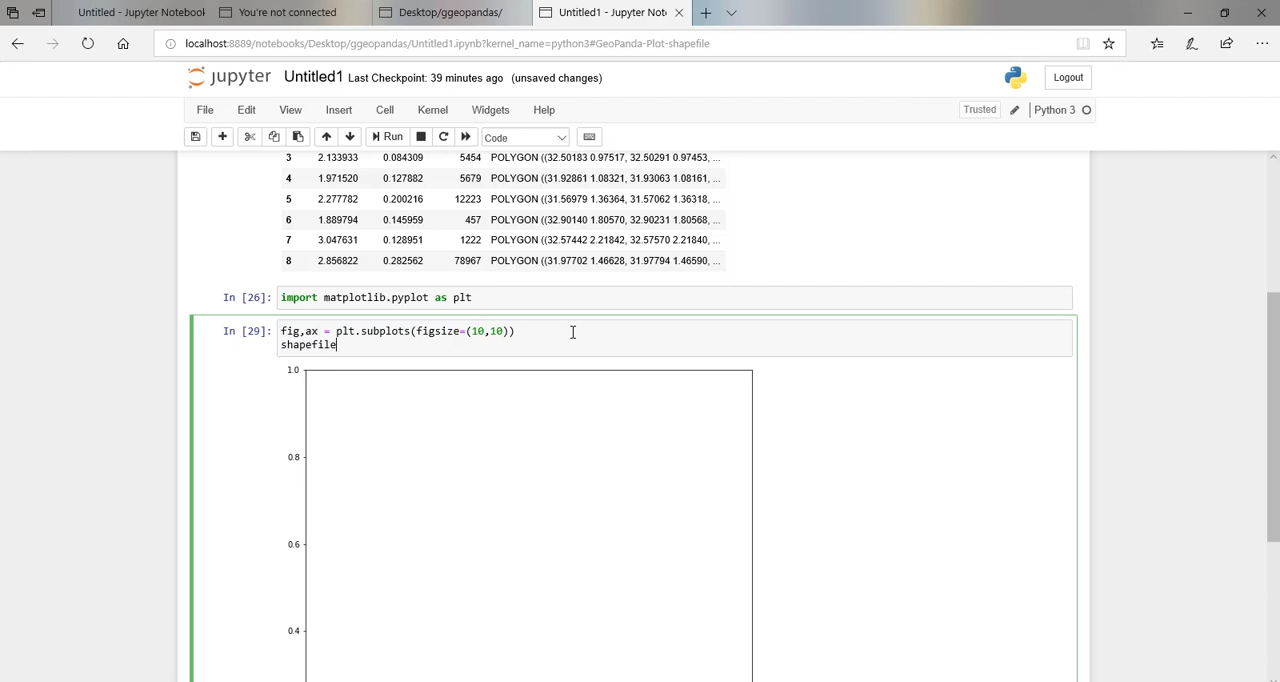 Untitled - Jupyter Notebook
You're not connected
Desktop/ggeopandas/
Untitled1 - Jupyter Not
localhost:8889/notebooks/Desktop/ggeopandas/Untitled1.ipynb?kernel_name=python3#GeoPanda-Plot-shapefile
jupyter Untitled1 Last Checkpoint: 39 minutes ago (unsaved changes)
Logout
File Edit View Insert Cell Kernel Widgets Help
Trusted
Python 3
Run
Code
3 2.133933 0.084309 5454 POLYGON ((32.50183 0.97517, 32.50291 0.97453, ...
4 1.971520 0.127882 5679 POLYGON ((31.92861 1.08321, 31.93063 1.08161, ...
5 2.277782 0.200216 12223 POLYGON ((31.56979 1.36364, 31.57062 1.36318, ...
6 1.889794 0.145959 457 POLYGON ((32.90140 1.80570, 32.90231 1.80568, ...
7 3.047631 0.128951 1222 POLYGON ((32.57442 2.21842, 32.57570 2.21840, ...
8 2.856822 0.282562 78967 POLYGON ((31.97702 1.46628, 31.97794 1.46590, ...
In [26]: import matplotlib.pyplot as plt
In [29]: fig,ax = plt.subplots(figsize=(10,10))
shapefile
1.0
0.8
0.6
0.4